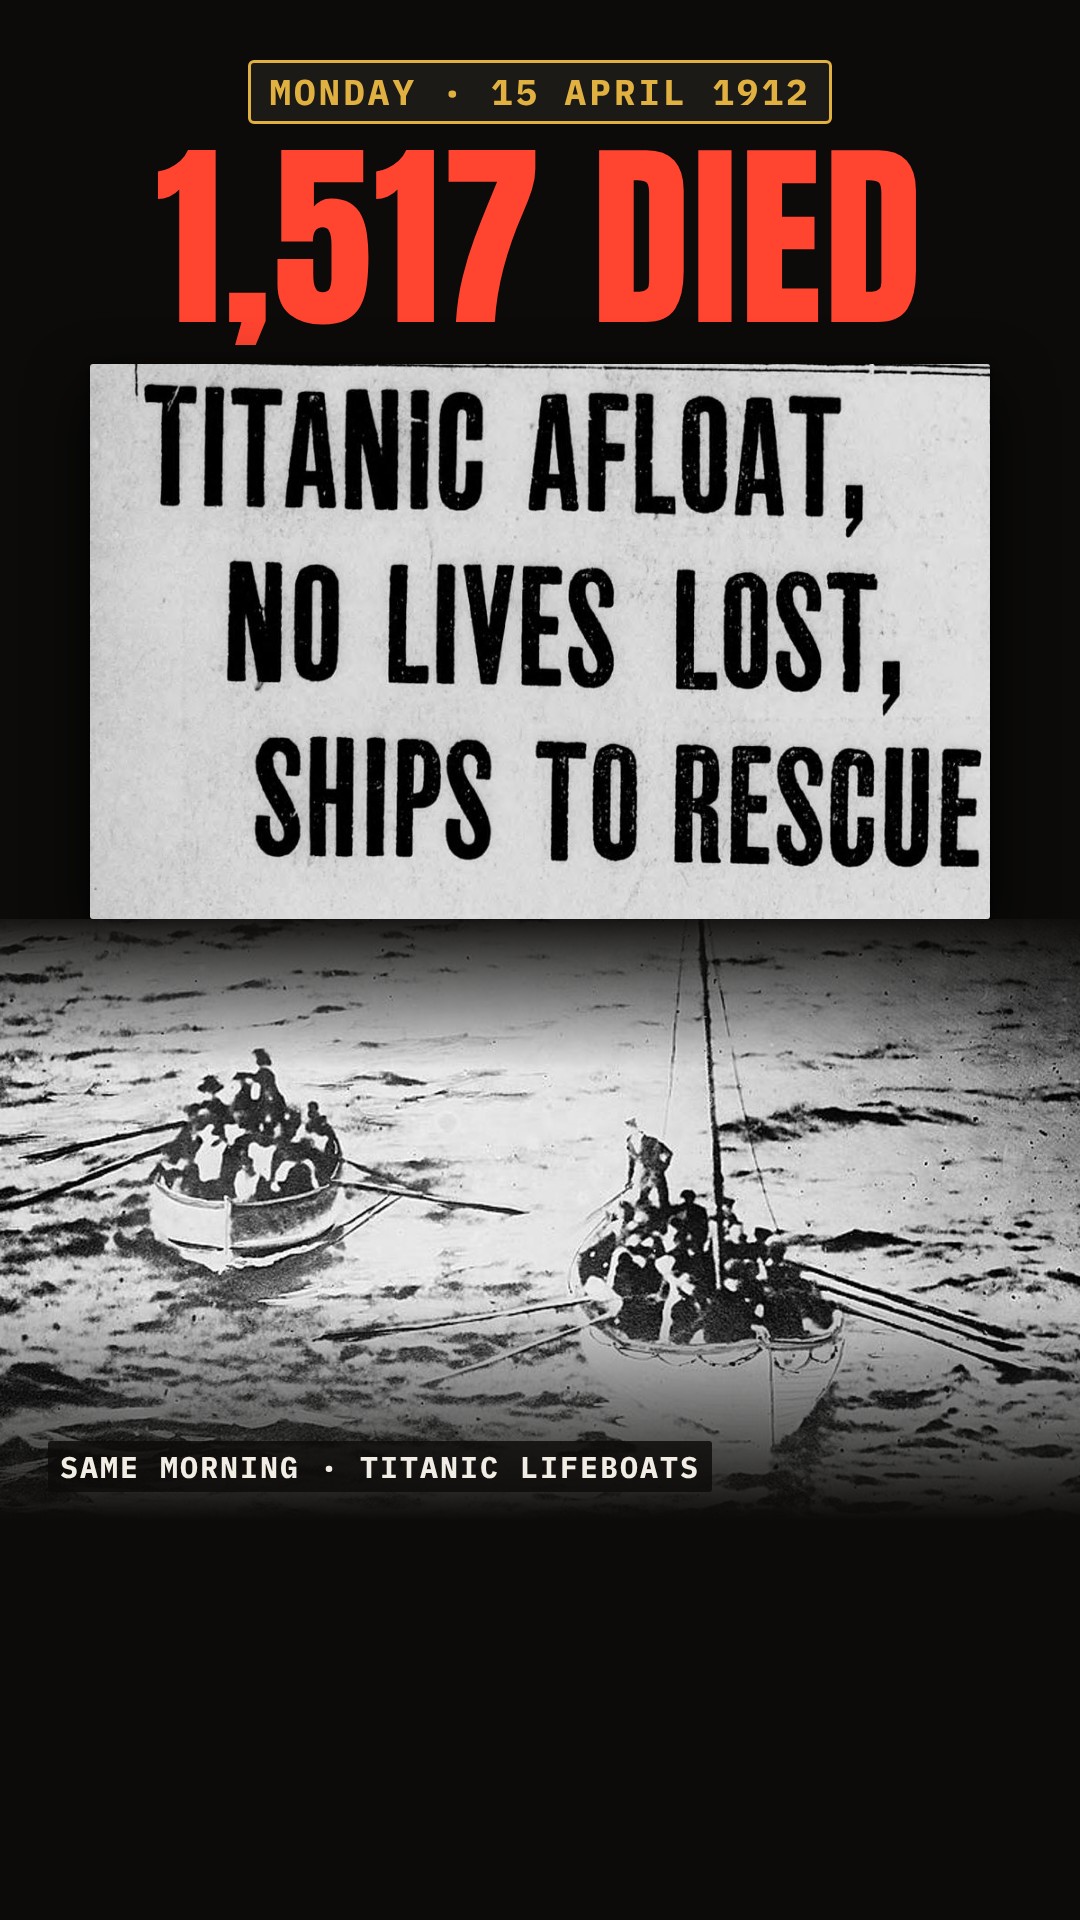 MONDAY · 15 APRIL 1912
1,517 DIED
TITANIC AFLOAT,
NO LIVES LOST,
SHIPS TO RESCUE
SAME MORNING · TITANIC LIFEBOATS